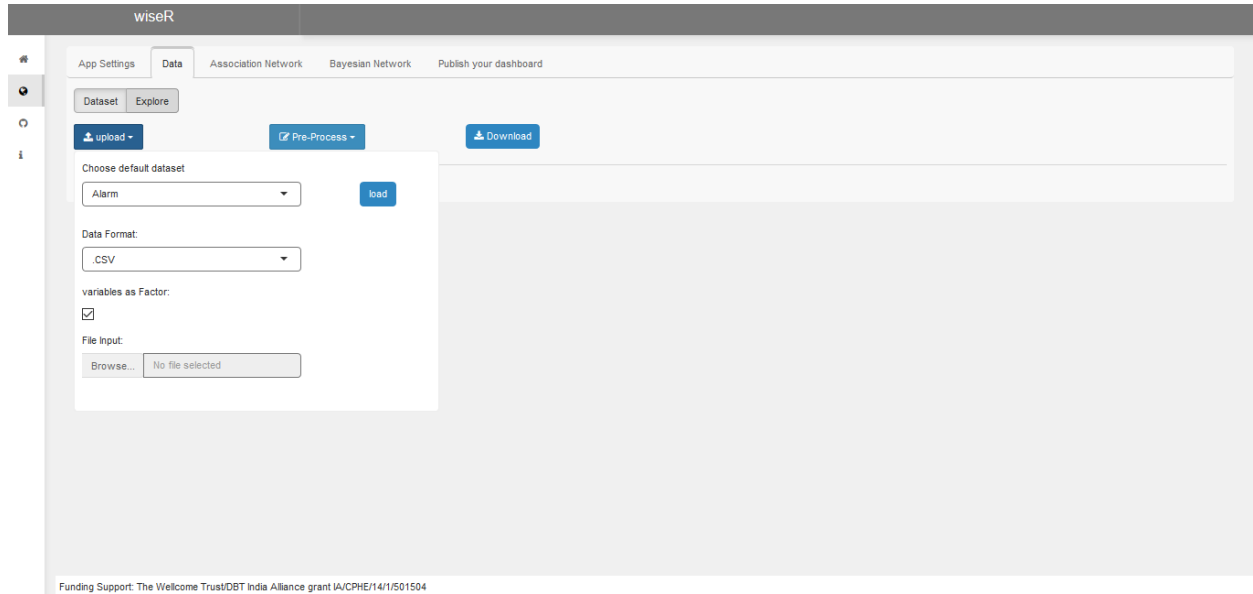 wiseR
App Settings Data Association Network Bayesian Network Publish your dashboard
Dataset Explore
upload Pre-Process Download
Choose default dataset
Alarm load
Data Format:
.CSV
variables as Factor:
File Input:
Browse... No file selected
Funding Support: The Wellcome Trust/DBT India Alliance grant IA/CPHE/14/1/501504